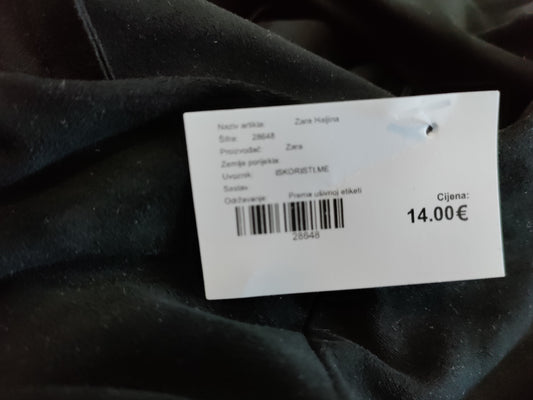 Naziv artikla: Zara Haljina
Šifra: 28648
Proizvođač: Zara
Zemlja porijekla:
Uvoznik: ISKORISTI.ME
Sastav:
Održavanje: Prema ušivnoj etiketi
Cijena:
14.00€
28648